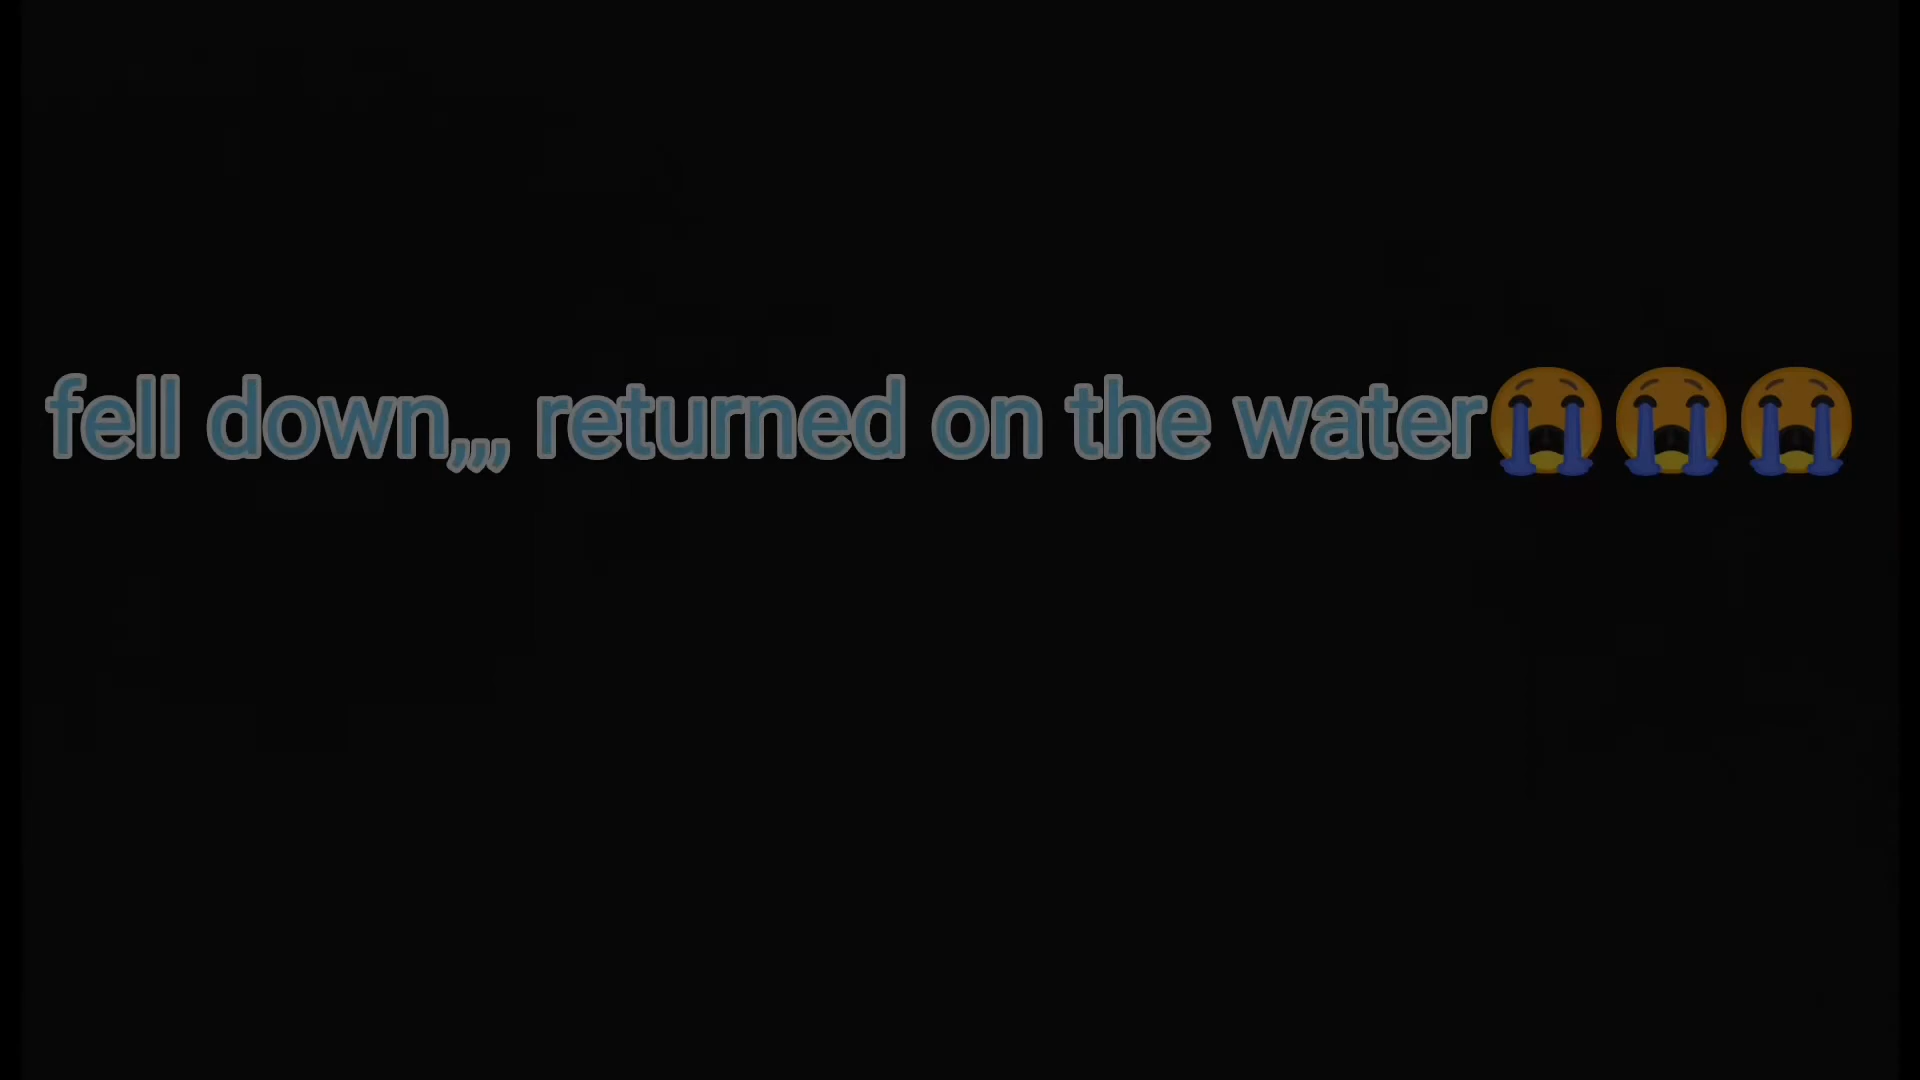 fell down,,,, returned on the water😭😭😭